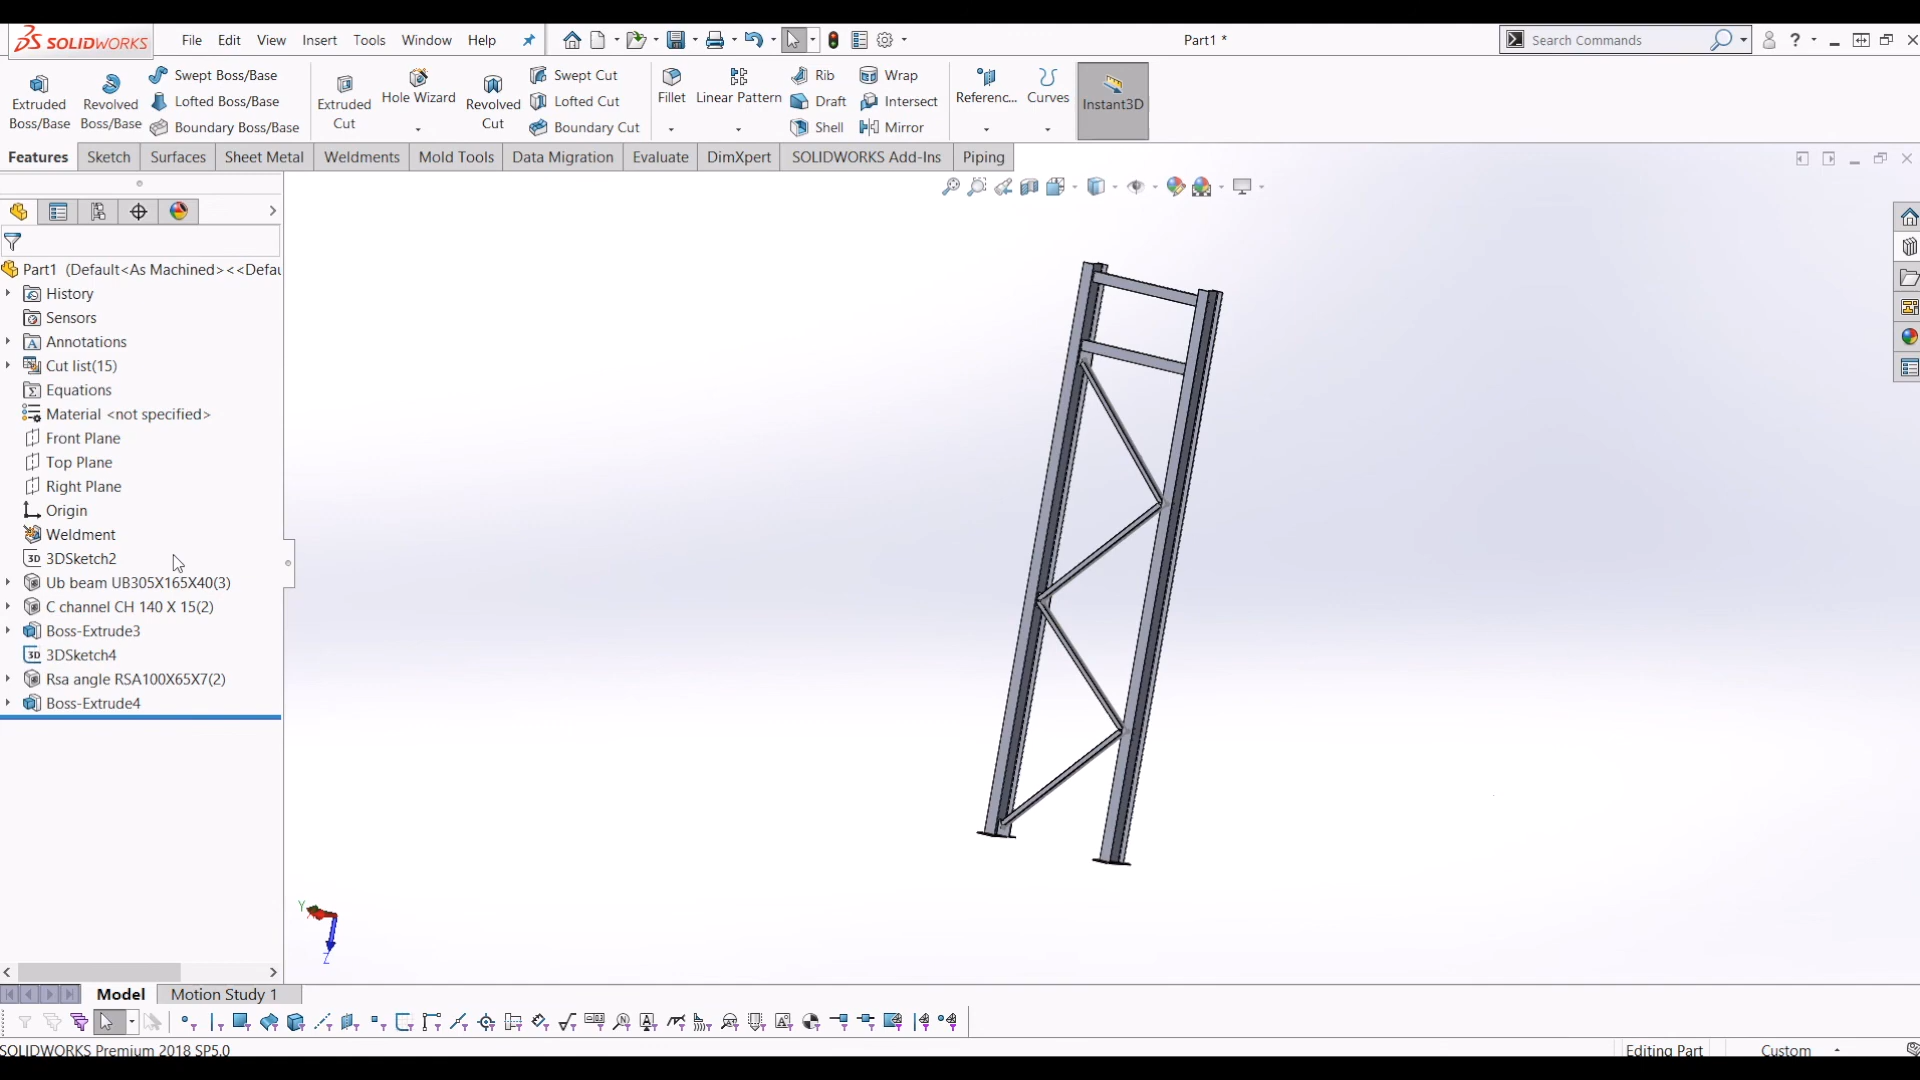 SOLIDWORKS
File Edit View Insert Tools Window Help
Part1 *
Search Commands
Extruded Boss/Base
Revolved Boss/Base
Swept Boss/Base
Lofted Boss/Base
Boundary Boss/Base
Extruded Cut
Hole Wizard
Revolved Cut
Swept Cut
Lofted Cut
Boundary Cut
Fillet
Linear Pattern
Rib
Draft
Shell
Wrap
Intersect
Mirror
Referenc...
Curves
Instant3D
Features Sketch Surfaces Sheet Metal Weldments Mold Tools Data Migration Evaluate DimXpert SOLIDWORKS Add-Ins Piping
Part1 (Default<As Machined><<Defau
History
Sensors
Annotations
Cut list(15)
Equations
Material <not specified>
Front Plane
Top Plane
Right Plane
Origin
Weldment
3D 3DSketch2
Ub beam UB305X165X40(3)
C channel CH 140 X 15(2)
Boss-Extrude3
3D 3DSketch4
Rsa angle RSA100X65X7(2)
Boss-Extrude4
Y
Z
Model Motion Study 1
SOLIDWORKS Premium 2018 SP5.0
Editing Part Custom